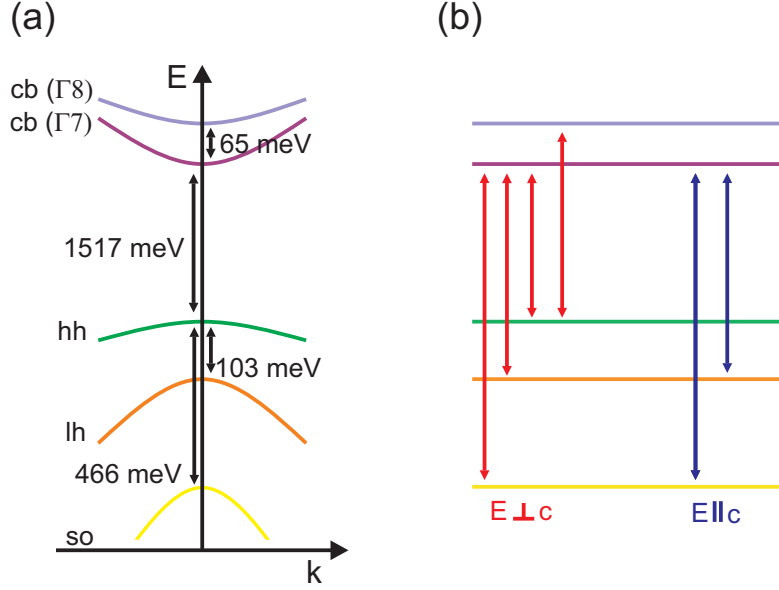 (a)
(b)
cb (Γ8)
E
cb (Γ7)
65 meV
1517 meV
hh
103 meV
lh
466 meV
so
k
E ⊥ c
E ∥ c